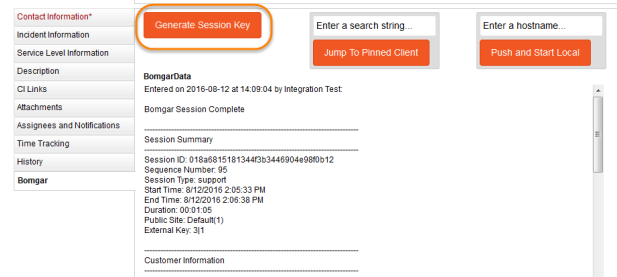 Contact Information*
Incident Information
Service Level Information
Description
CI Links
Attachments
Assignees and Notifications
Time Tracking
History
Bomgar
Generate Session Key
Enter a search string...
Jump To Pinned Client
Enter a hostname...
Push and Start Local
BomgarData
Entered on 2016-08-12 at 14:09:04 by Integration Test:
Bomgar Session Complete
Session Summary
Session ID: 018a6815181344f3b3446904e98f0b12
Sequence Number: 95
Session Type: support
Start Time: 8/12/2016 2:05:33 PM
End Time: 8/12/2016 2:06:38 PM
Duration: 00:01:05
Public Site: Default(1)
External Key: 3|1
Customer Information